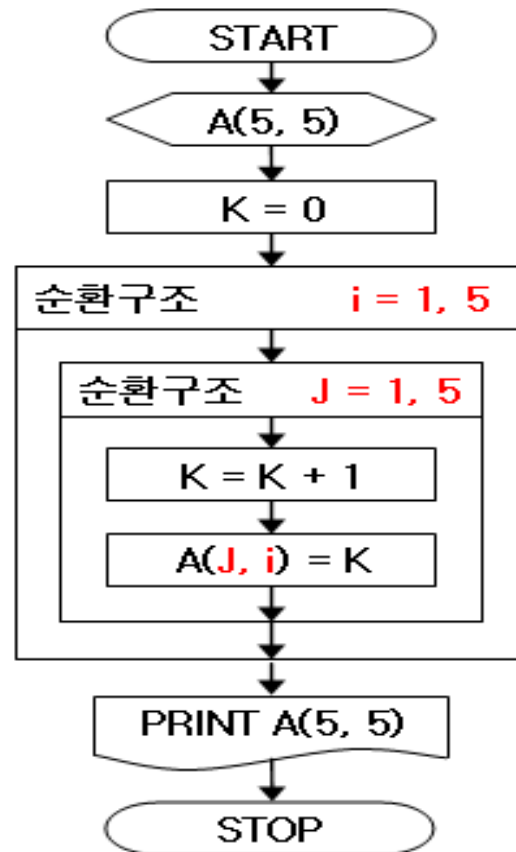 START
A(5, 5)
K = 0
순환구조 i = 1, 5
순환구조 J = 1, 5
K = K + 1
A(J, i) = K
PRINT A(5, 5)
STOP